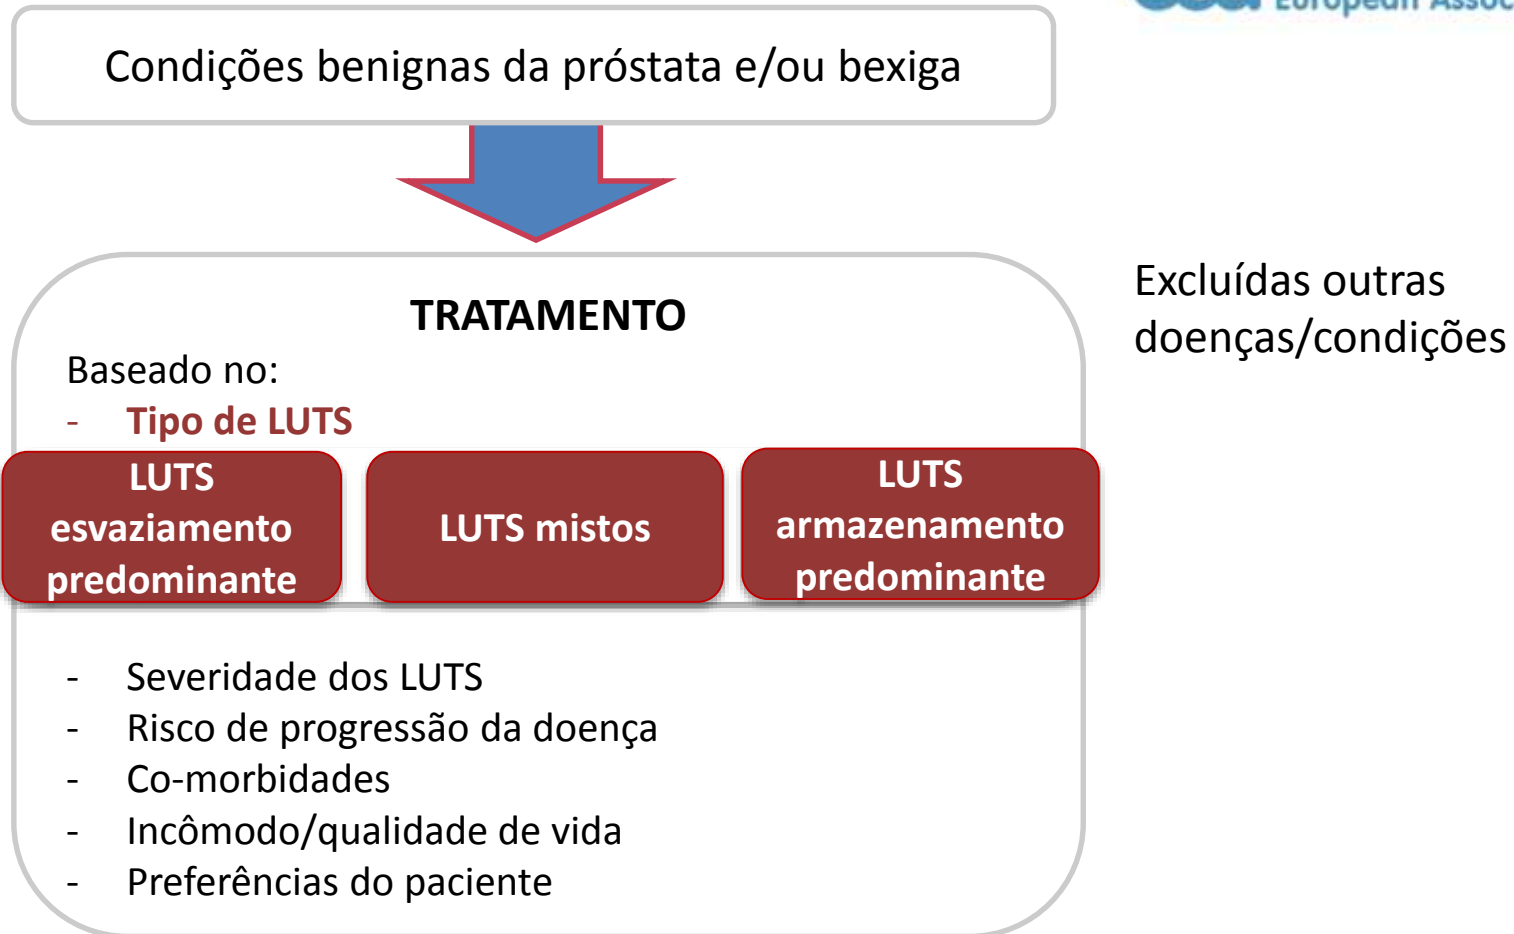 European Assoc
Condições benignas da próstata e/ou bexiga
Excluídas outras
doenças/condições
TRATAMENTO
Baseado no:
- Tipo de LUTS
LUTS
esvaziamento
predominante
LUTS mistos
LUTS
armazenamento
predominante
- Severidade dos LUTS
- Risco de progressão da doença
- Co-morbidades
- Incômodo/qualidade de vida
- Preferências do paciente